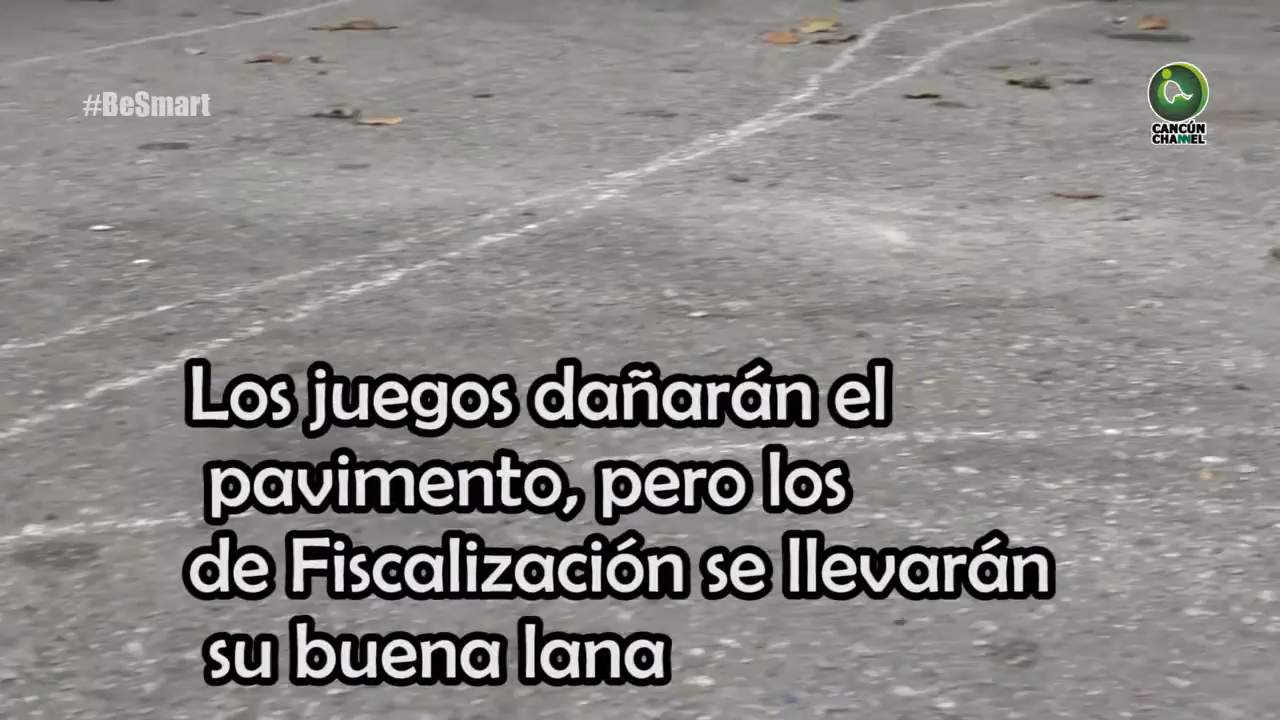 #BeSmart
CANCÚN
CHANNEL
Los juegos dañarán el
pavimento, pero los
de Fiscalización se llevarán
su buena lana